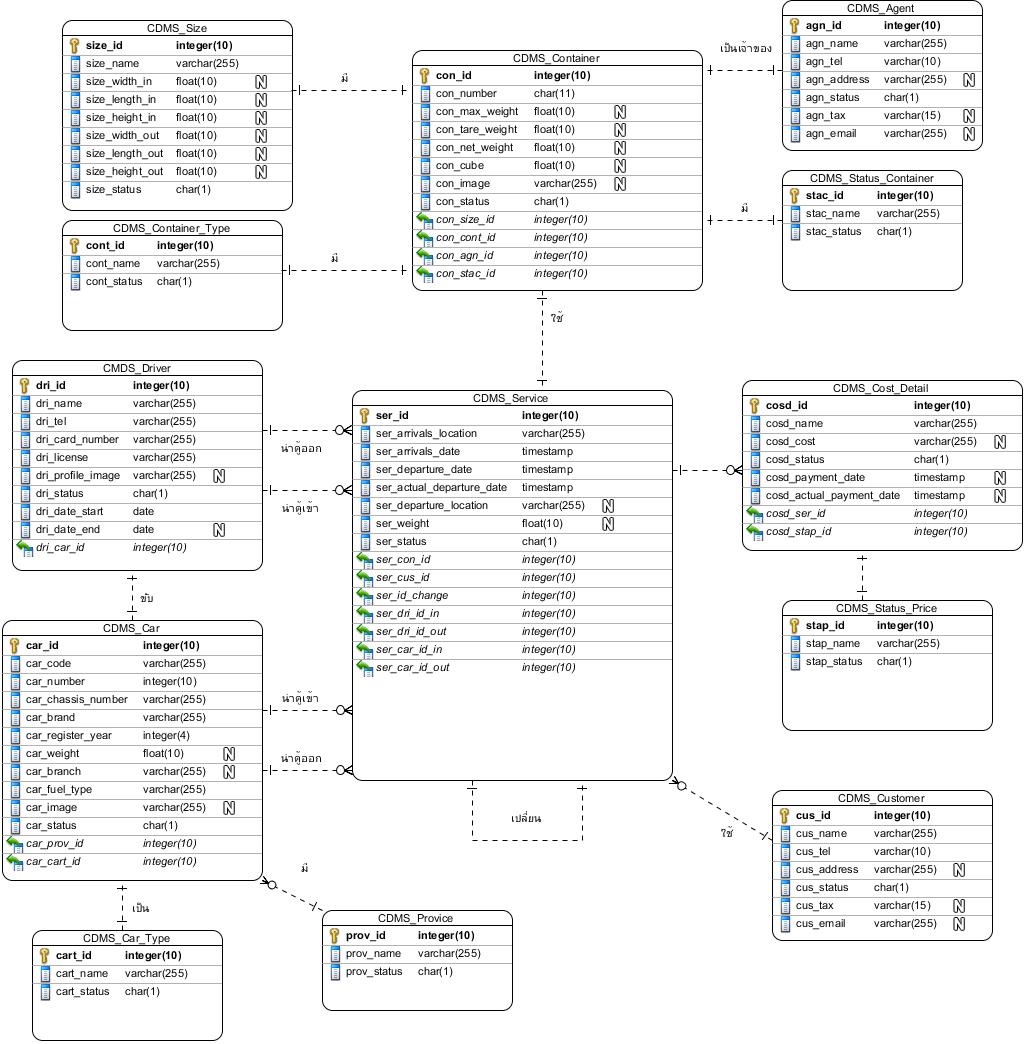 CDMS_Size
size_id integer(10)
size_name varchar(255)
size_width_in float(10) N
size_length_in float(10) N
size_height_in float(10) N
size_width_out float(10) N
size_length_out float(10) N
size_height_out float(10) N
size_status char(1)
มี
CDMS_Container
con_id integer(10)
con_number char(11)
con_max_weight float(10) N
con_tare_weight float(10) N
con_net_weight float(10) N
con_cube float(10) N
con_image varchar(255) N
con_status char(1)
con_size_id integer(10)
con_cont_id integer(10)
con_agn_id integer(10)
con_stac_id integer(10)
เป็นเจ้าของ
CDMS_Agent
agn_id integer(10)
agn_name varchar(255)
agn_tel varchar(10)
agn_address varchar(255) N
agn_status char(1)
agn_tax varchar(15) N
agn_email varchar(255) N
CDMS_Container_Type
cont_id integer(10)
cont_name varchar(255)
cont_status char(1)
มี
มี
CDMS_Status_Container
stac_id integer(10)
stac_name varchar(255)
stac_status char(1)
ใช้
CMDS_Driver
dri_id integer(10)
dri_name varchar(255)
dri_tel varchar(255)
dri_card_number varchar(255)
dri_license varchar(255)
dri_profile_image varchar(255) N
dri_status char(1)
dri_date_start date
dri_date_end date N
dri_car_id integer(10)
นำตู้ออก
นำตู้เข้า
CDMS_Service
ser_id integer(10)
ser_arrivals_location varchar(255)
ser_arrivals_date timestamp
ser_departure_date timestamp
ser_actual_departure_date timestamp
ser_departure_location varchar(255) N
ser_weight float(10) N
ser_status char(1)
ser_con_id integer(10)
ser_cus_id integer(10)
ser_id_change integer(10)
ser_dri_id_in integer(10)
ser_dri_id_out integer(10)
ser_car_id_in integer(10)
ser_car_id_out integer(10)
CDMS_Cost_Detail
cosd_id integer(10)
cosd_name varchar(255)
cosd_cost varchar(255) N
cosd_status char(1)
cosd_payment_date timestamp N
cosd_actual_payment_date timestamp N
cosd_ser_id integer(10)
cosd_stap_id integer(10)
ขับ
CDMS_Car
car_id integer(10)
car_code varchar(255)
car_number integer(10)
car_chassis_number varchar(255)
car_brand varchar(255)
car_register_year integer(4)
car_weight float(10) N
car_branch varchar(255) N
car_fuel_type varchar(255)
car_image varchar(255) N
car_status char(1)
car_prov_id integer(10)
car_cart_id integer(10)
นำตู้เข้า
นำตู้ออก
CDMS_Status_Price
stap_id integer(10)
stap_name varchar(255)
stap_status char(1)
เปลี่ยน
ใช้
CDMS_Customer
cus_id integer(10)
cus_name varchar(255)
cus_tel varchar(10)
cus_address varchar(255) N
cus_status char(1)
cus_tax varchar(15) N
cus_email varchar(255) N
มี
เป็น
CDMS_Car_Type
cart_id integer(10)
cart_name varchar(255)
cart_status char(1)
CDMS_Provice
prov_id integer(10)
prov_name varchar(255)
prov_status char(1)